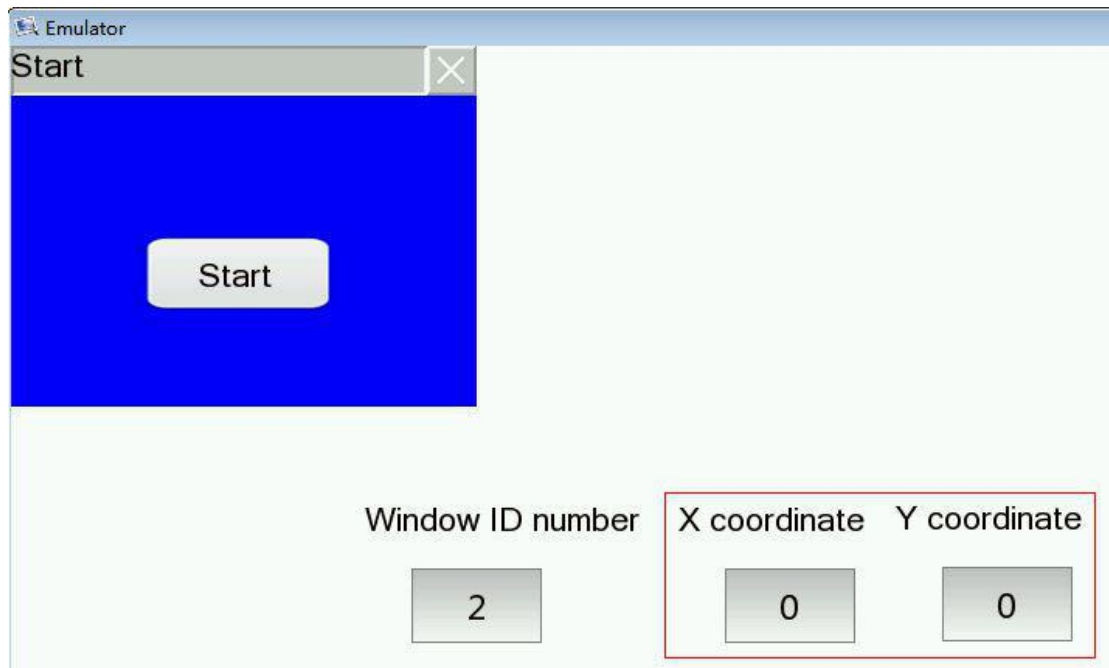 Emulator
Start
Start
Window ID number X coordinate Y coordinate
2 0 0